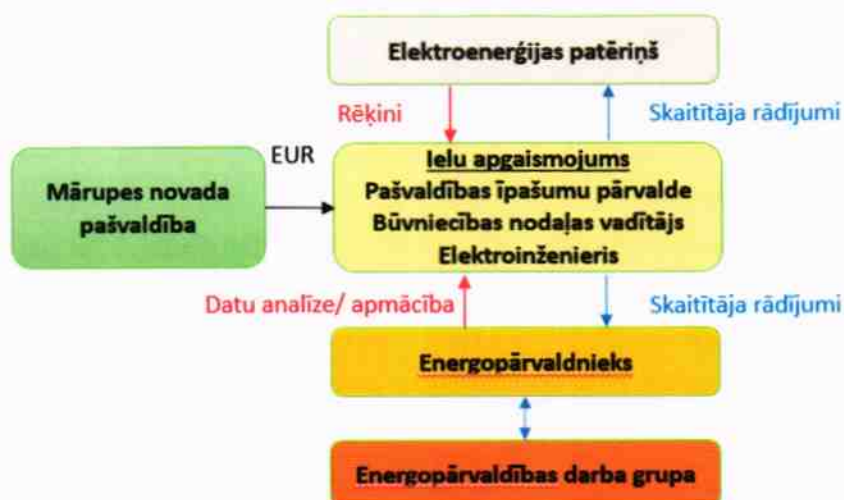 Elektroenerģijas patēriņš
Rēķini
Skaitītāja rādījumi
EUR
Mārupes novada
pašvaldība
Ielu apgaismojums
Pašvaldības īpašumu pārvalde
Būvniecības nodaļas vadītājs
Elektroinženieris
Datu analīze/ apmācība
Skaitītāja rādījumi
Energopārvaldnieks
Energopārvaldības darba grupa